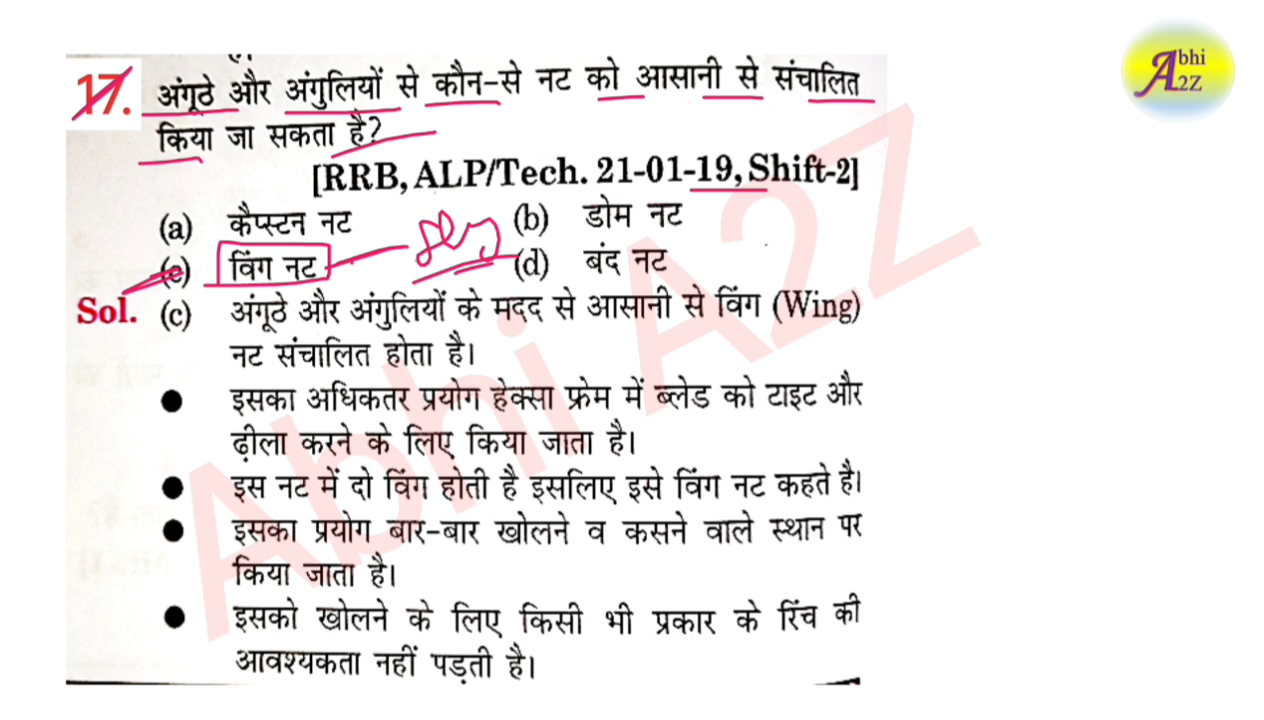 17. अंगूठे और अंगुलियों से कौन-से नट को आसानी से संचालित
किया जा सकता है?
[RRB, ALP/Tech. 21-01-19, Shift-2]
(a) कैप्स्टन नट (b) डोम नट
(c) विंग नट (d) बंद नट
Sol. (c) अंगूठे और अंगुलियों के मदद से आसानी से विंग (Wing)
नट संचालित होता है।
● इसका अधिकतर प्रयोग हेक्सा फ्रेम में ब्लेड को टाइट और
ढ़ीला करने के लिए किया जाता है।
● इस नट में दो विंग होती है इसलिए इसे विंग नट कहते है।
● इसका प्रयोग बार-बार खोलने व कसने वाले स्थान पर
किया जाता है।
● इसको खोलने के लिए किसी भी प्रकार के रिंच की
आवश्यकता नहीं पड़ती है।
Abhi A2Z
Abhi
A2Z